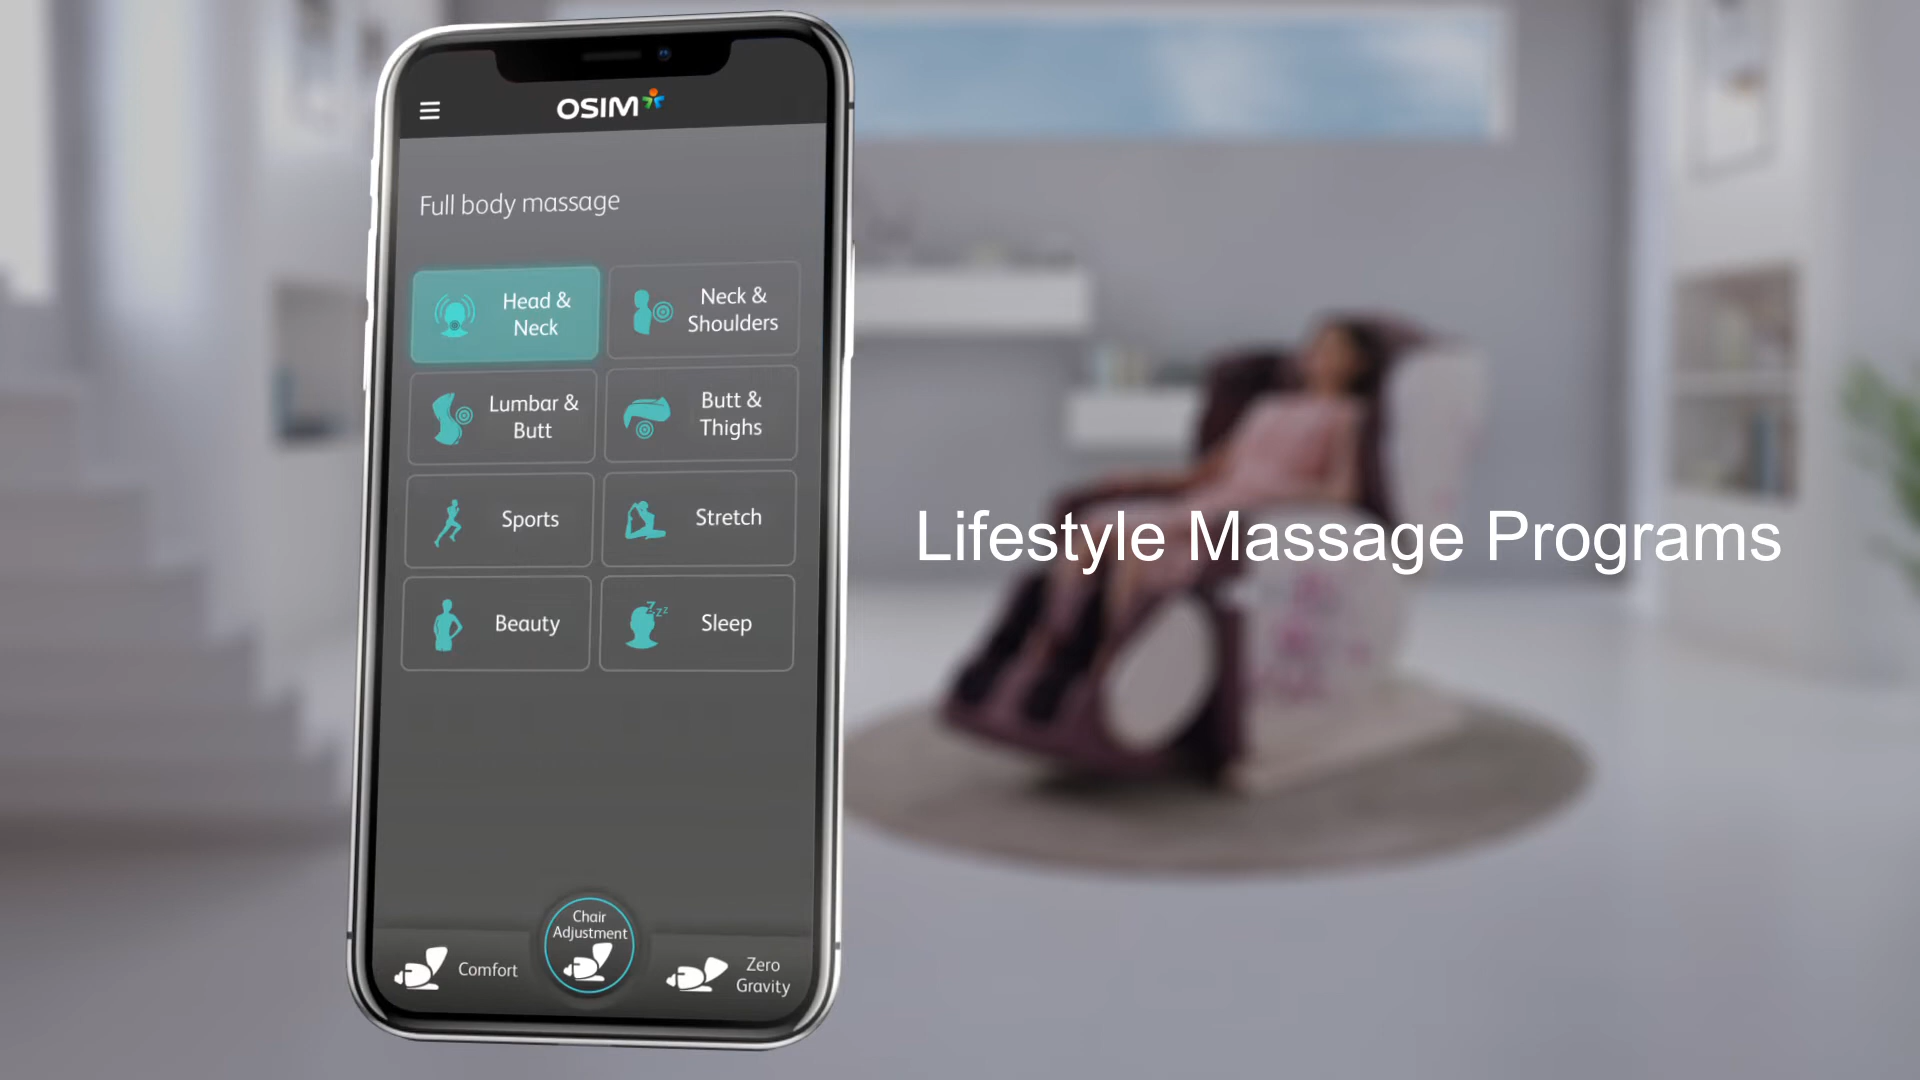 OSIM
Full body massage
Head &
Neck
Neck &
Shoulders
Lumbar &
Butt
Butt &
Thighs
Sports
Stretch
Beauty
Zzzz
Sleep
Lifestyle Massage Programs
Chair
Adjustment
Comfort
Zero
Gravity